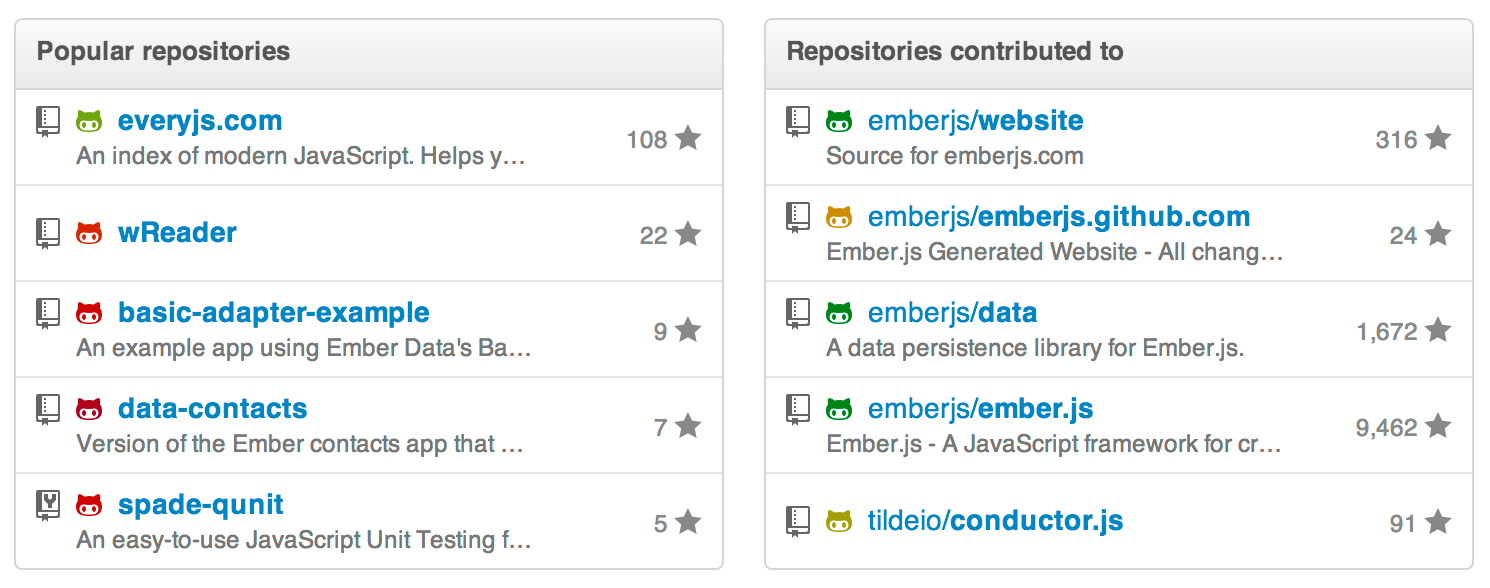 Popular repositories
everyjs.com
An index of modern JavaScript. Helps y…
108
wReader
22
basic-adapter-example
An example app using Ember Data's Ba…
9
data-contacts
Version of the Ember contacts app that …
7
spade-qunit
An easy-to-use JavaScript Unit Testing f…
5
Repositories contributed to
emberjs/website
Source for emberjs.com
316
emberjs/emberjs.github.com
Ember.js Generated Website - All chang…
24
emberjs/data
A data persistence library for Ember.js.
1,672
emberjs/ember.js
Ember.js - A JavaScript framework for cr…
9,462
tildeio/conductor.js
91